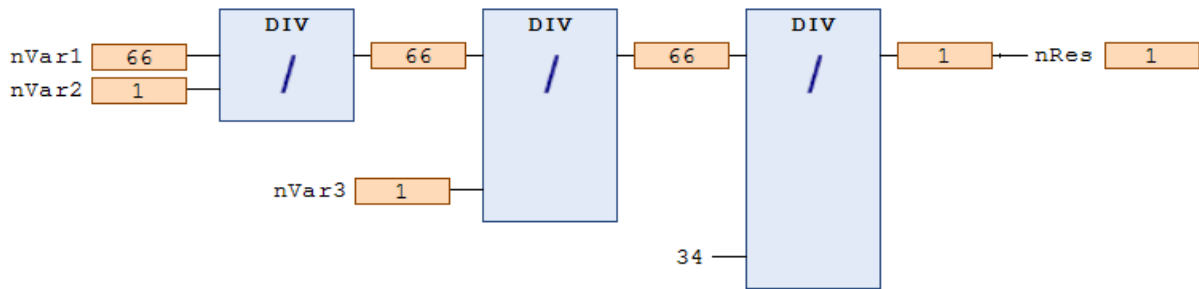 DIV DIV DIV
nVar1 66 / 66 / 66 / 1 nRes 1
nVar2 1
nVar3 1
34